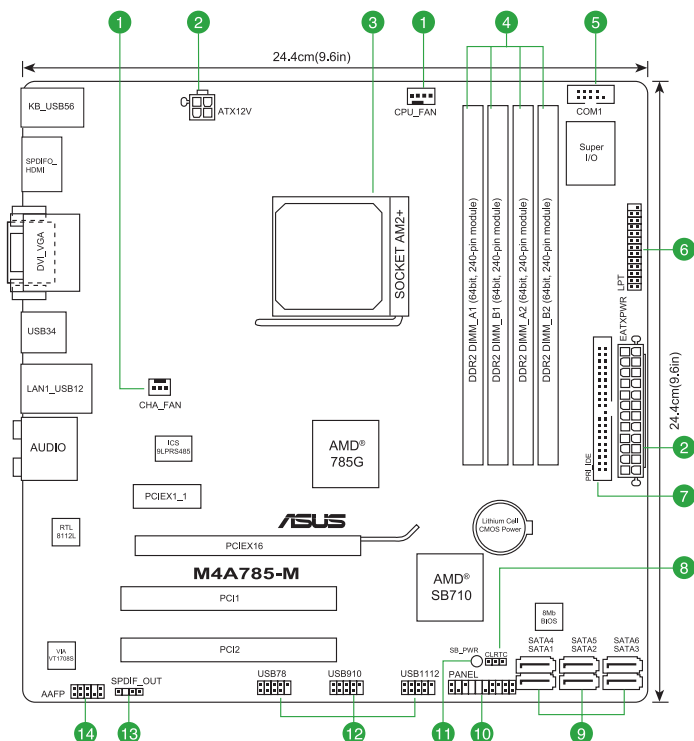 1
2
3
1
4
5
24.4cm(9.6in)
KB_USB56
ATX12V
CPU_FAN
COM1
SPDIFO_
HDMI
Super
I/O
DVI_VGA
SOCKET AM2+
DDR2 DIMM_A1 (64bit, 240-pin module)
DDR2 DIMM_B1 (64bit, 240-pin module)
DDR2 DIMM_A2 (64bit, 240-pin module)
DDR2 DIMM_B2 (64bit, 240-pin module)
LPT
6
USB34
EATXPWR
24.4cm(9.6in)
1
CHA_FAN
LAN1_USB12
AUDIO
ICS
9LPRS485
AMD®
785G
PRI_IDE
2
7
PCIEX1_1
RTL
8112L
ASUS
PCIEX16
Lithium Cell
CMOS Power
M4A785-M
AMD®
SB710
8
PCI1
8Mb
BIOS
VIA
VT1708S
PCI2
SB_PWR
CLRTC
SATA4
SATA1
SATA5
SATA2
SATA6
SATA3
AAFP
SPDIF_OUT
USB78
USB910
USB1112
PANEL
14
13
12
11
10
9